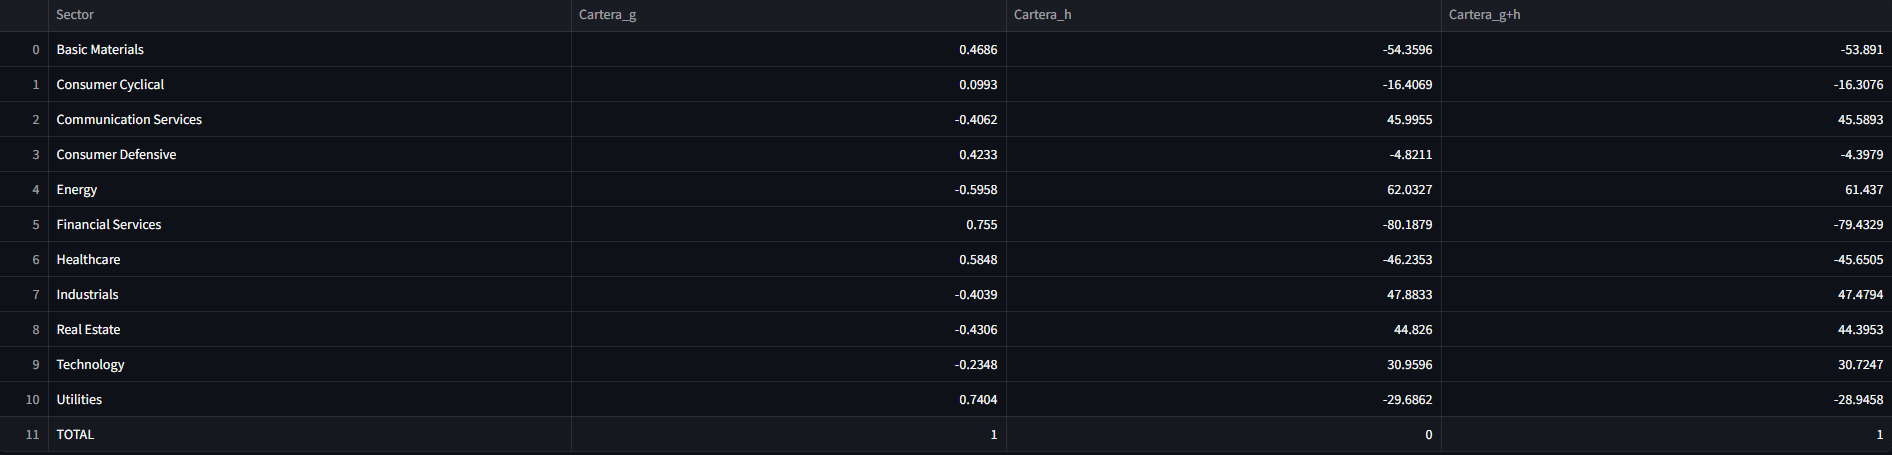 Sector Cartera_g Cartera_h Cartera_g+h
0 Basic Materials 0.4686 -54.3596 -53.891
1 Consumer Cyclical 0.0993 -16.4069 -16.3076
2 Communication Services -0.4062 45.9955 45.5893
3 Consumer Defensive 0.4233 -4.8211 -4.3979
4 Energy -0.5958 62.0327 61.437
5 Financial Services 0.755 -80.1879 -79.4329
6 Healthcare 0.5848 -46.2353 -45.6505
7 Industrials -0.4039 47.8833 47.4794
8 Real Estate -0.4306 44.826 44.3953
9 Technology -0.2348 30.9596 30.7247
10 Utilities 0.7404 -29.6862 -28.9458
11 TOTAL 1 0 1